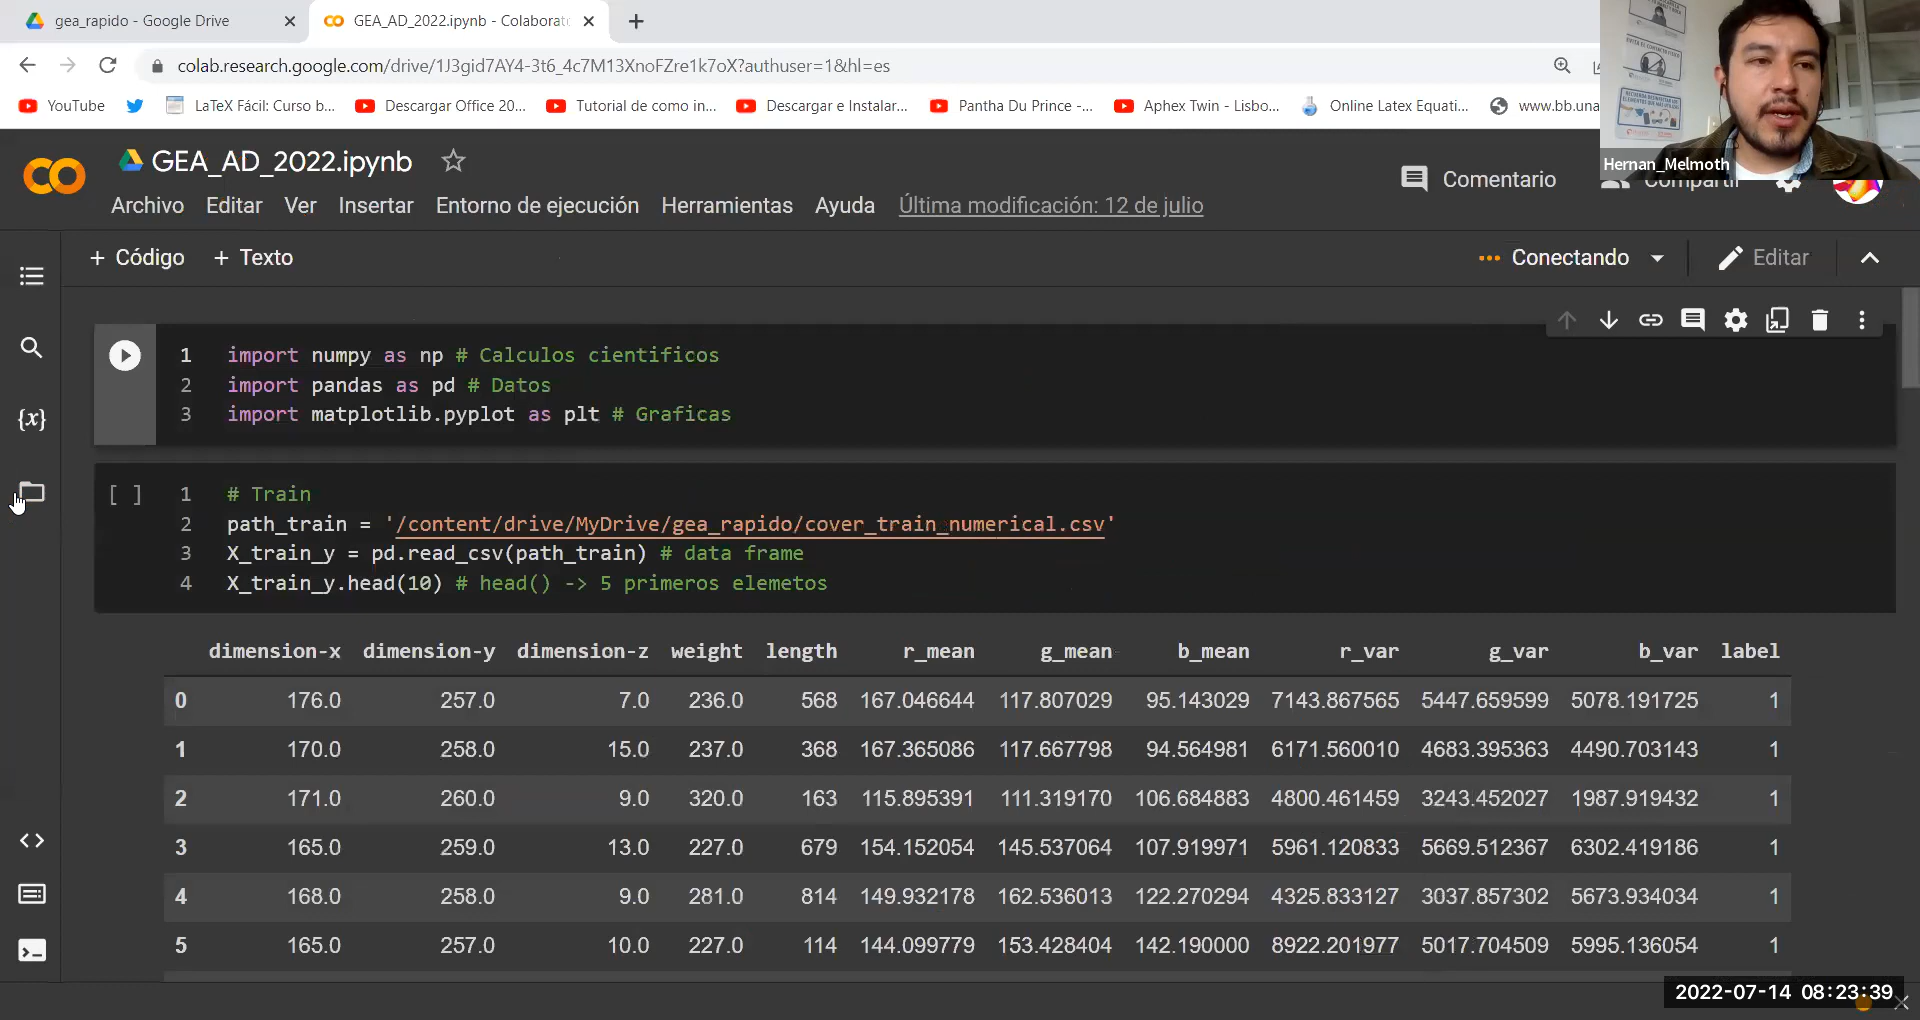 gea_rapido - Google Drive
GEA_AD_2022.ipynb - Colaborato
colab.research.google.com/drive/1J3gid7AY4-3t6_4c7M13XnoFZre1k7oX?authuser=1&hl=es
YouTube
LaTeX Fácil: Curso b...
Descargar Office 20...
Tutorial de como in...
Descargar e Instalar...
Pantha Du Prince -...
Aphex Twin - Lisbo...
Online Latex Equati...
www.bb.una
Hernan_Melmoth
GEA_AD_2022.ipynb
Comentario
Compartir
Archivo Editar Ver Insertar Entorno de ejecución Herramientas Ayuda Última modificación: 12 de julio
+ Código + Texto
Conectando
Editar
1 import numpy as np # Calculos cientificos
2 import pandas as pd # Datos
3 import matplotlib.pyplot as plt # Graficas
[ ] 1 # Train
2 path_train = '/content/drive/MyDrive/gea_rapido/cover_train_numerical.csv'
3 X_train_y = pd.read_csv(path_train) # data frame
4 X_train_y.head(10) # head() -> 5 primeros elemetos
dimension-x dimension-y dimension-z weight length r_mean g_mean b_mean r_var g_var b_var label
0 176.0 257.0 7.0 236.0 568 167.046644 117.807029 95.143029 7143.867565 5447.659599 5078.191725 1
1 170.0 258.0 15.0 237.0 368 167.365086 117.667798 94.564981 6171.560010 4683.395363 4490.703143 1
2 171.0 260.0 9.0 320.0 163 115.895391 111.319170 106.684883 4800.461459 3243.452027 1987.919432 1
3 165.0 259.0 13.0 227.0 679 154.152054 145.537064 107.919971 5961.120833 5669.512367 6302.419186 1
4 168.0 258.0 9.0 281.0 814 149.932178 162.536013 122.270294 4325.833127 3037.857302 5673.934034 1
5 165.0 257.0 10.0 227.0 114 144.099779 153.428404 142.190000 8922.201977 5017.704509 5995.136054 1
2022-07-14 08:23:39